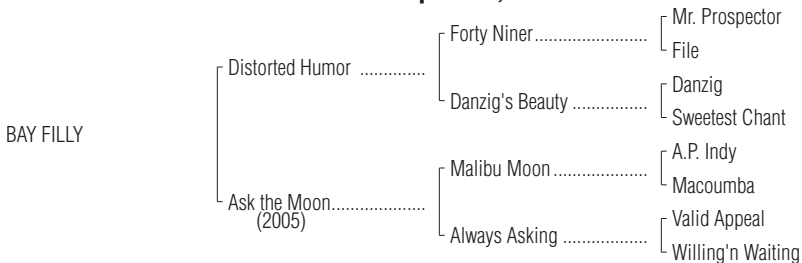 Mr. Prospector
Forty Niner
File
Distorted Humor
Danzig
Danzig's Beauty
Sweetest Chant
BAY FILLY
A.P. Indy
Malibu Moon
Macoumba
Ask the Moon
(2005)
Valid Appeal
Always Asking
Willing'n Waiting